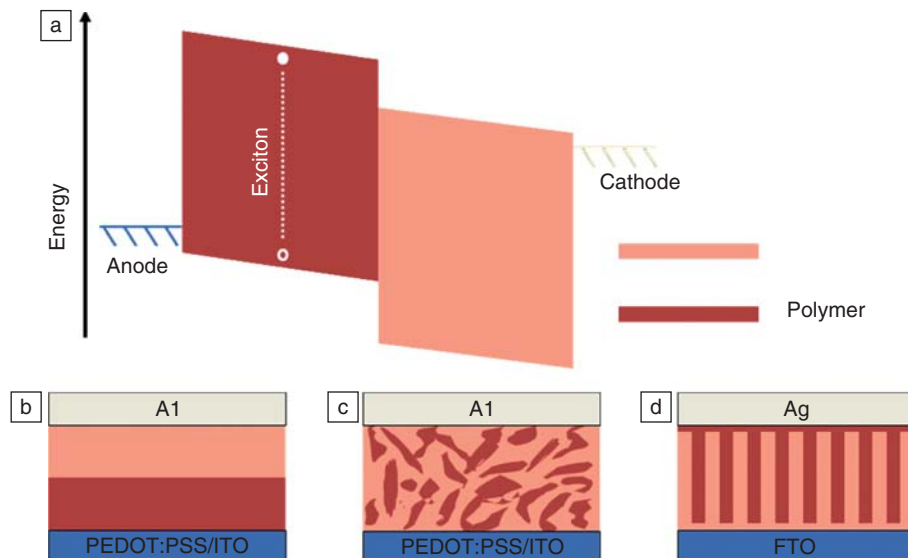 a
Energy
Exciton
Anode
Cathode
Polymer
b
A1
PEDOT:PSS/ITO
c
A1
PEDOT:PSS/ITO
d
Ag
FTO